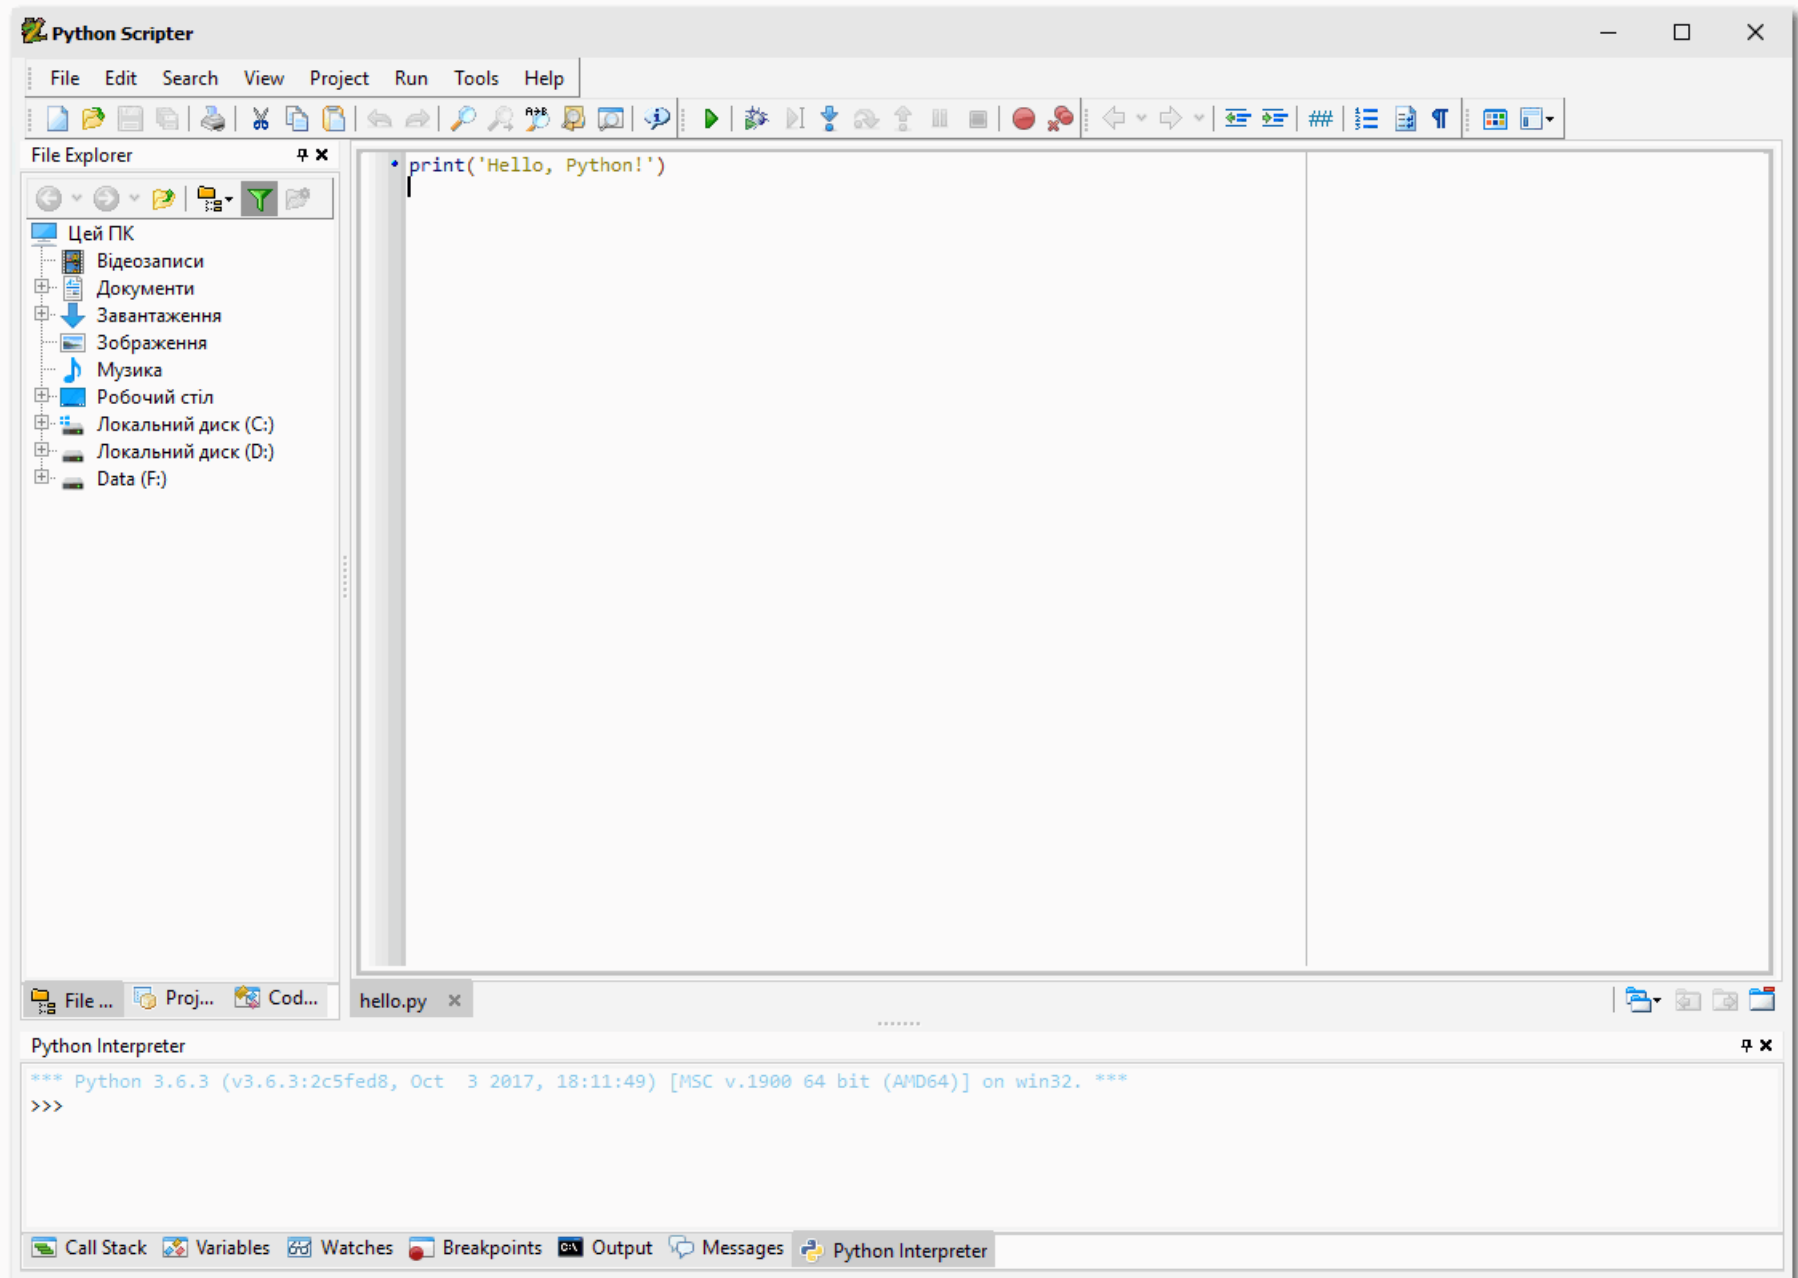 Python Scripter
File Edit Search View Project Run Tools Help
File Explorer
print('Hello, Python!')
Цей ПК
Відеозаписи
Документи
Завантаження
Зображення
Музика
Робочий стіл
Локальний диск (C:)
Локальний диск (D:)
Data (F:)
File ... Proj... Cod...
hello.py
Python Interpreter
*** Python 3.6.3 (v3.6.3:2c5fed8, Oct  3 2017, 18:11:49) [MSC v.1900 64 bit (AMD64)] on win32. ***
>>>
Call Stack Variables Watches Breakpoints Output Messages Python Interpreter